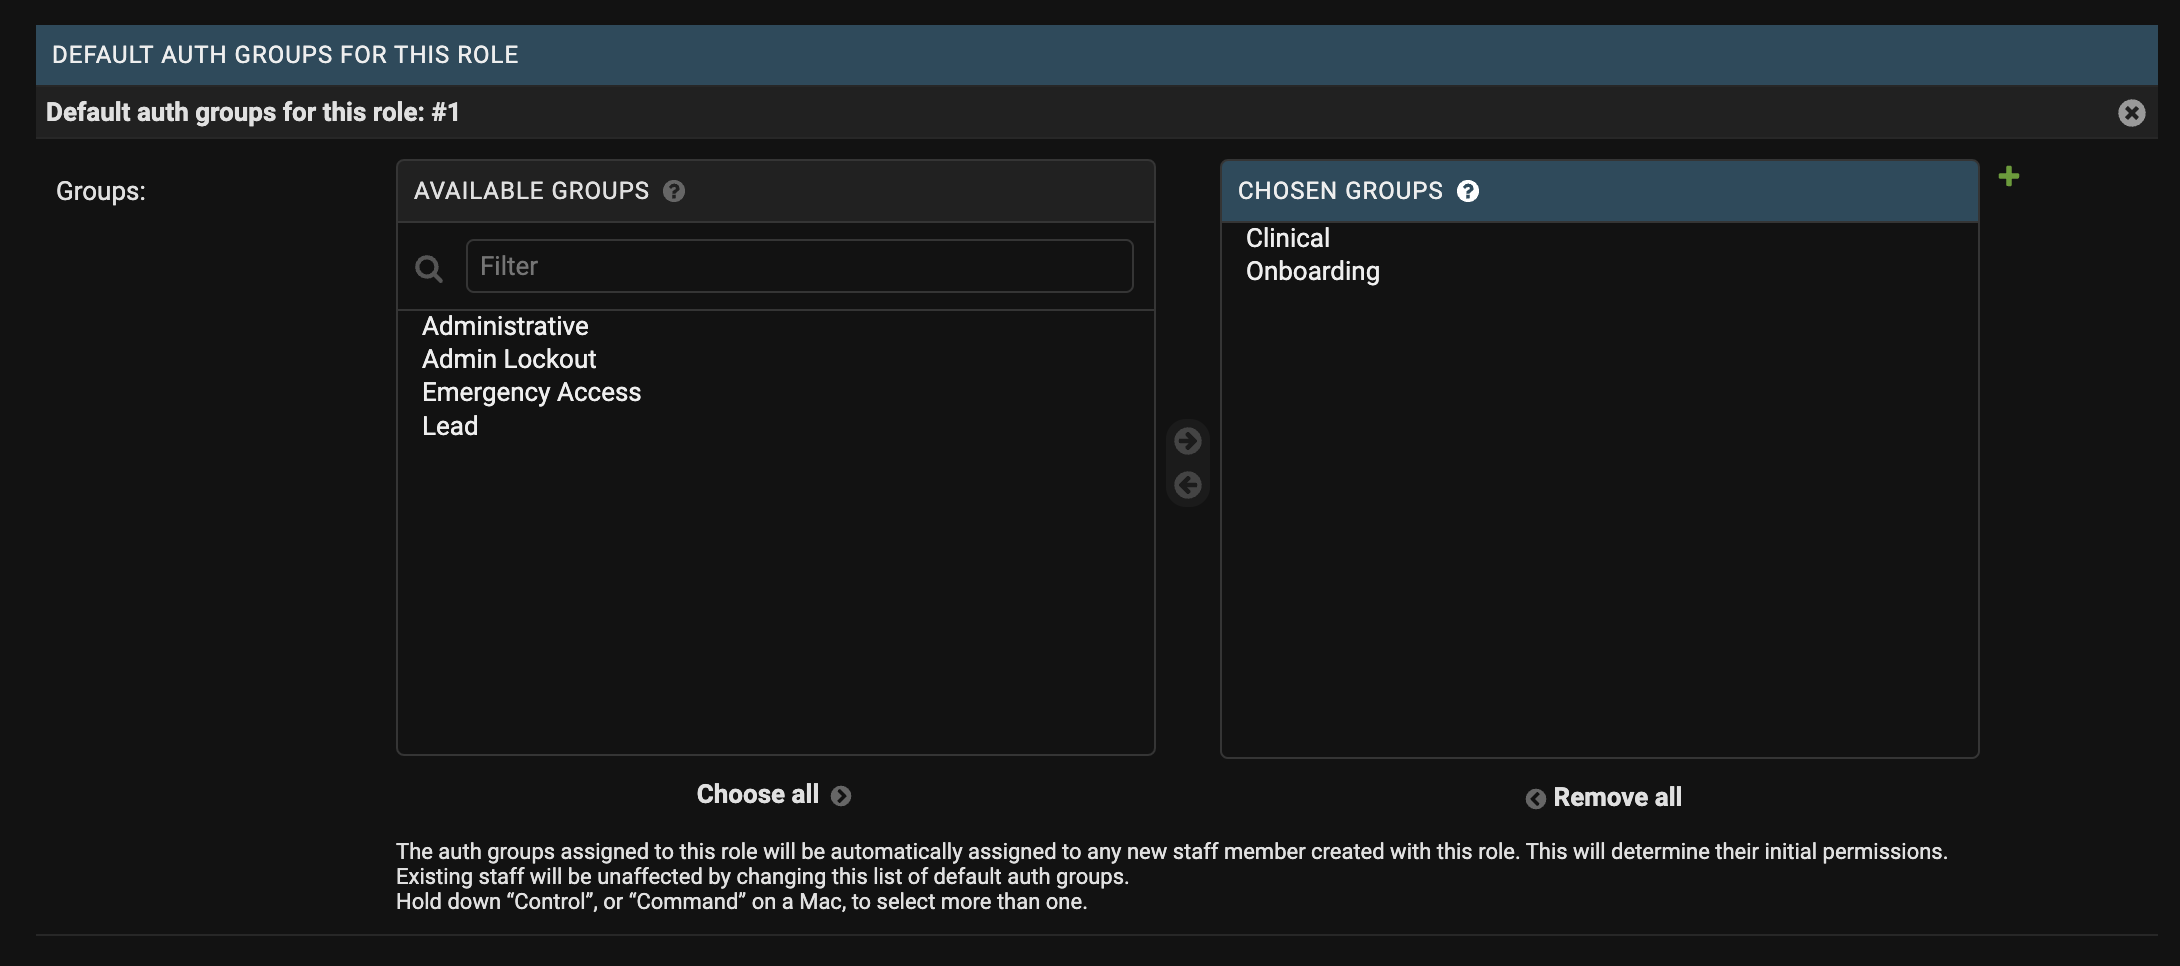 DEFAULT AUTH GROUPS FOR THIS ROLE
Default auth groups for this role: #1
Groups:
AVAILABLE GROUPS
Filter
Administrative
Admin Lockout
Emergency Access
Lead
Choose all
CHOSEN GROUPS
Clinical
Onboarding
Remove all
The auth groups assigned to this role will be automatically assigned to any new staff member created with this role. This will determine their initial permissions.
Existing staff will be unaffected by changing this list of default auth groups.
Hold down “Control”, or “Command” on a Mac, to select more than one.